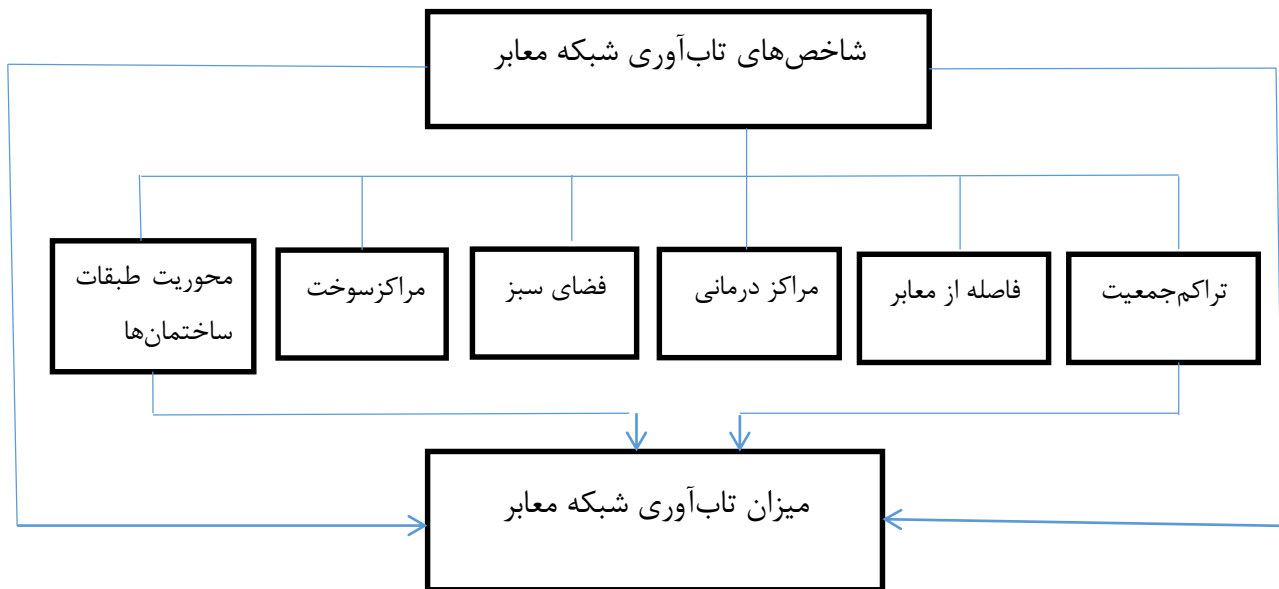 شاخص‌های تاب‌آوری شبکه معابر
تراکم‌جمعیت
فاصله از معابر
مراکز درمانی
فضای سبز
مراکزسوخت
محوریت طبقات
ساختمان‌ها
میزان تاب‌آوری شبکه معابر